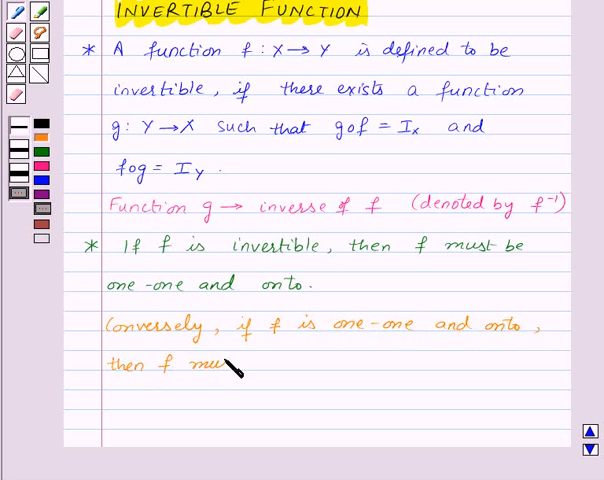 INVERTIBLE FUNCTION
* A function f : X → Y is defined to be
invertible, if there exists a function
g : Y → X such that gof = Ix and
fog = IY.
Function g → inverse of f (denoted by f⁻¹)
* If f is invertible, then f must be
one-one and onto.
Conversely, if f is one-one and onto,
then f mu